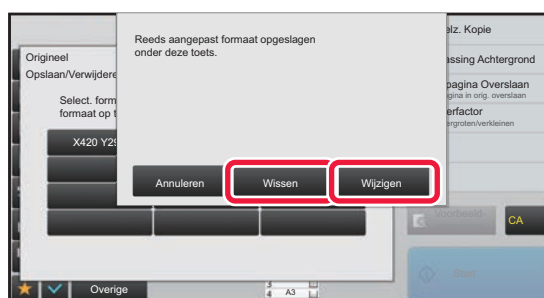 Reeds aangepast formaat opgeslagen
onder deze toets.
Annuleren
Wissen
Wijzigen
Origineel
Opslaan/Verwijdere
Select. form
formaat op t
X420 Y29
elz. Kopie
assing Achtergrond
pagina Overslaan
gina in orig. overslaan
erfactor
ergroten/verkleinen
Voorbeeld
CA
Start
Overige
A3